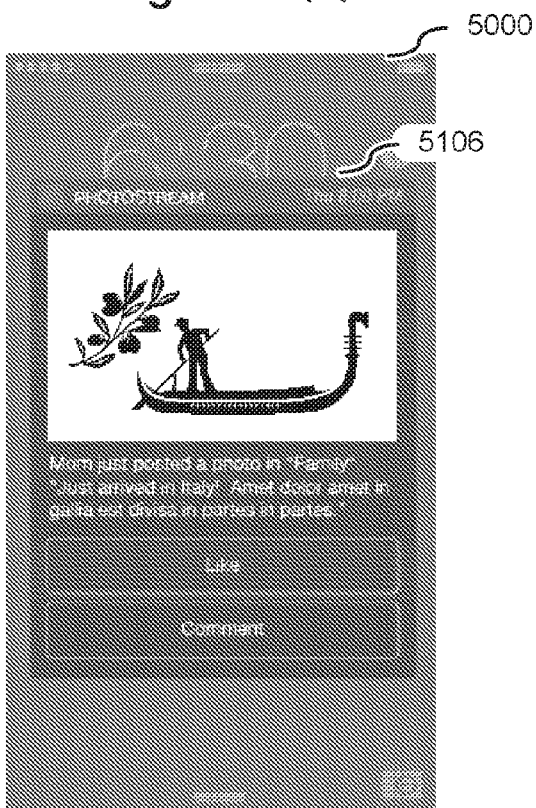 5000
5106
PHOTOSTREAM
Mom just posted a photo in "Family"
"Just arrived in Italy! Amet dolor amet in
gallia est divisa in partes in partes."
Like
Comment